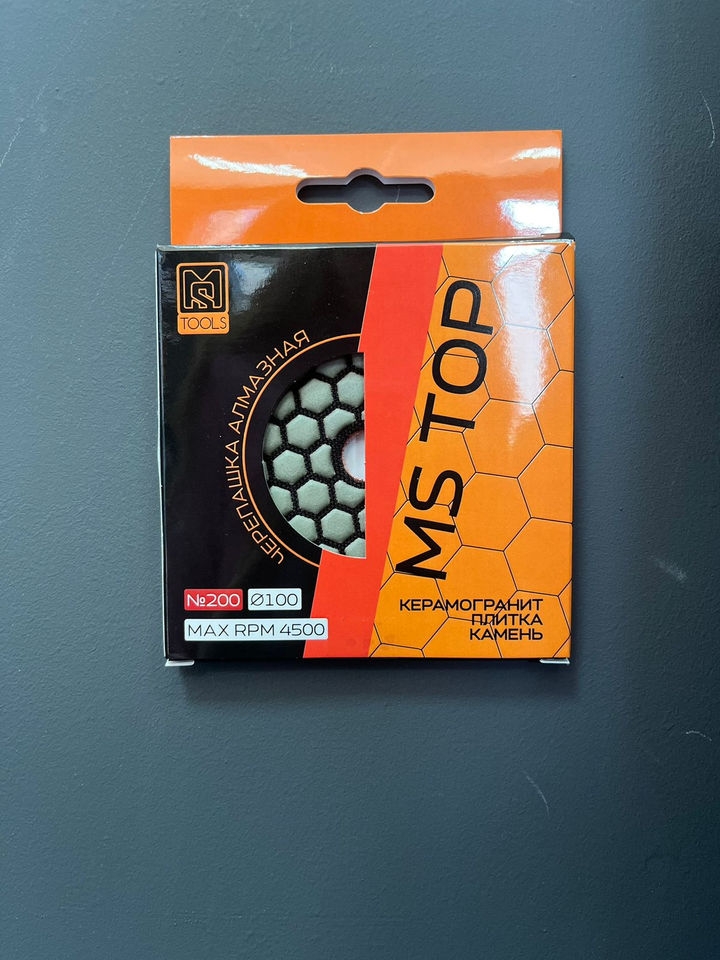 MS
TOOLS
ЧЕРЕПАШКА АЛМАЗНАЯ
MS TOP
№200 Ø100
MAX RPM 4500
КЕРАМОГРАНИТ
ПЛИТКА
КАМЕНЬ